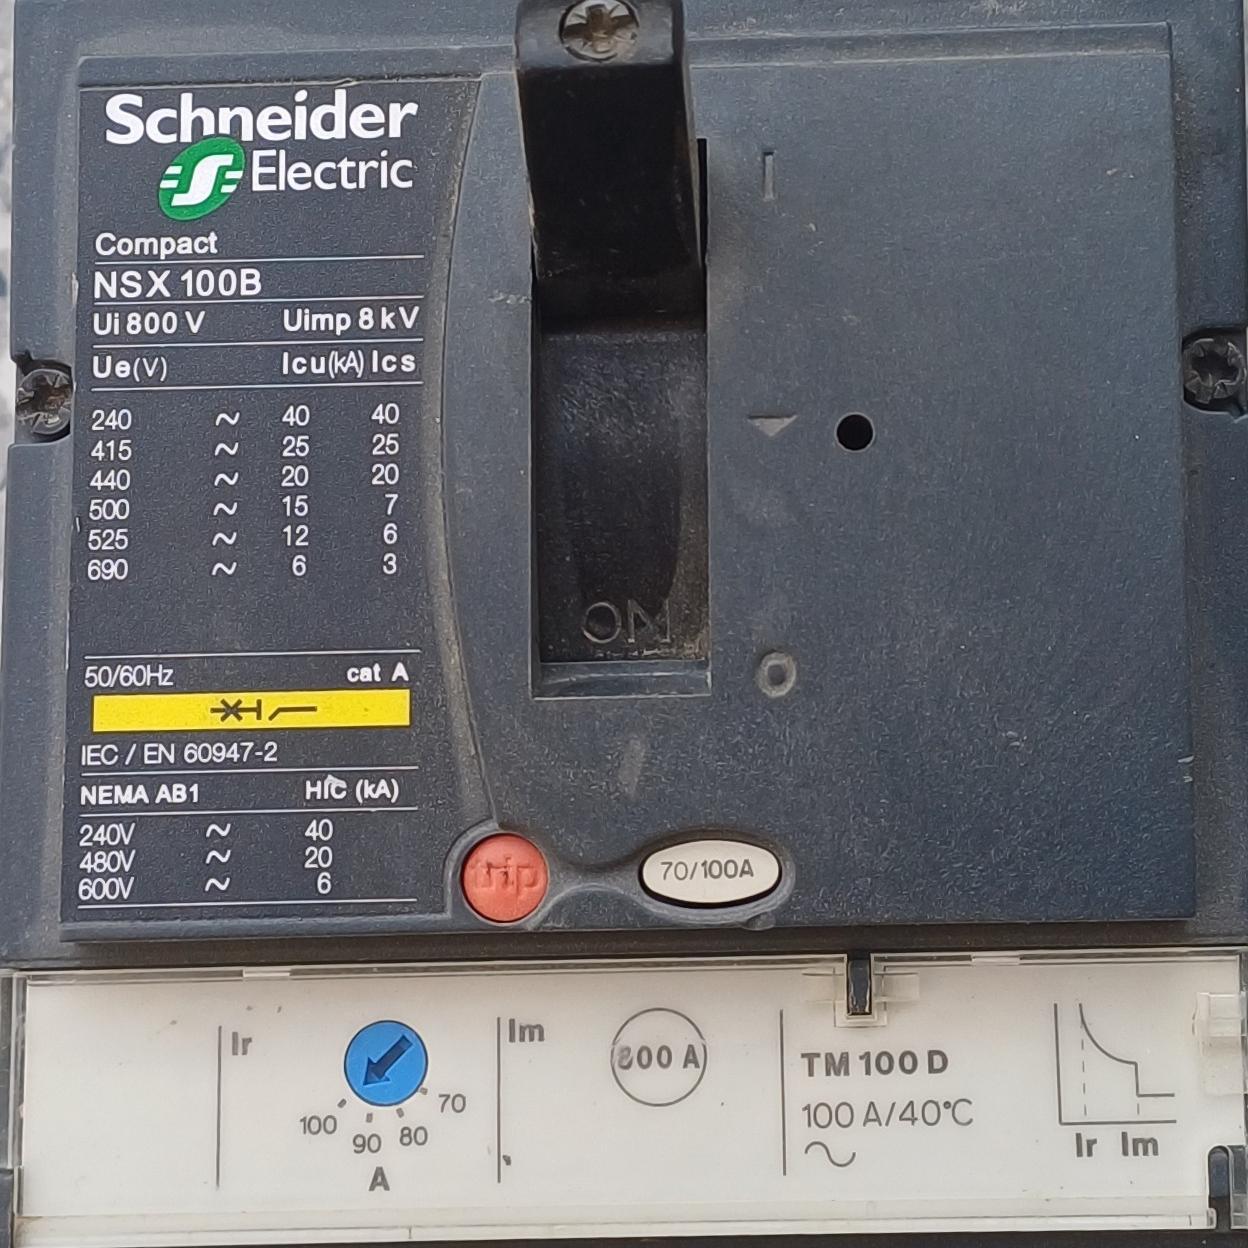 Schneider
Electric
Compact
NSX 100B
Ui 800 V Uimp 8 kV
Ue(V) Icu(kA) Ics
240 ~ 40 40
415 ~ 25 25
440 ~ 20 20
500 ~ 15 7
525 ~ 12 6
690 ~ 6 3
50/60Hz cat A
IEC / EN 60947-2
NEMA AB1 HIC (kA)
240V ~ 40
480V ~ 20
600V ~ 6
I
ON
O
trip
70/100A
Ir
100 90 80 70
A
Im
800 A
TM 100 D
100 A/40°C
~
Ir Im